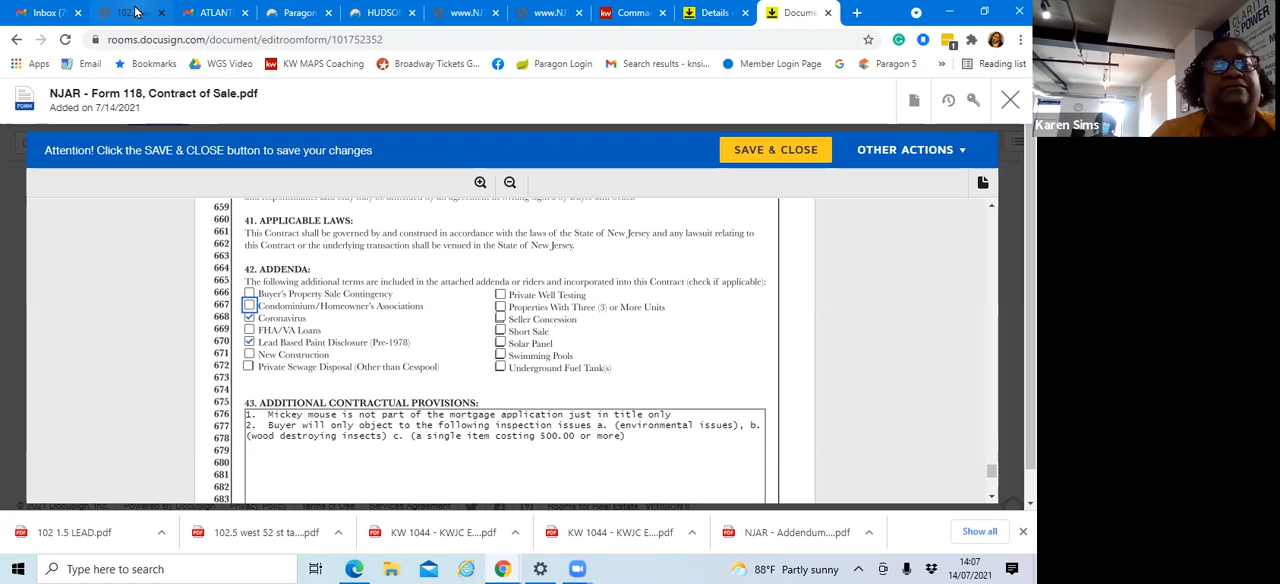 Inbox (7
102.
ATLANT
Paragon
HUDSO
www.NJ
www.NJ
Comma
Details
Docume
rooms.docusign.com/document/editroomform/101752352
1
Apps
Email
Bookmarks
WGS Video
KW MAPS Coaching
Broadway Tickets G...
Paragon Login
Search results - knsi...
Member Login Page
Paragon 5
»
Reading list
NJAR - Form 118, Contract of Sale.pdf
Added on 7/14/2021
FORM
Karen Sims
CLARITY
IS
POWER
Attention! Click the SAVE & CLOSE button to save your changes
SAVE & CLOSE
OTHER ACTIONS
659
660 41. APPLICABLE LAWS:
661 This Contract shall be governed by and construed in accordance with the laws of the State of New Jersey and any lawsuit relating to
662 this Contract or the underlying transaction shall be venued in the State of New Jersey.
663
664 42. ADDENDA:
665 The following additional terms are included in the attached addenda or riders and incorporated into this Contract (check if applicable):
666 Buyer's Property Sale Contingency Private Well Testing
667 Condominium/Homeowner's Associations Properties With Three (3) or More Units
668 Coronavirus Seller Concession
669 FHA/VA Loans Short Sale
670 Lead Based Paint Disclosure (Pre-1978) Solar Panel
671 New Construction Swimming Pools
672 Private Sewage Disposal (Other than Cesspool) Underground Fuel Tank(s)
673
674
675 43. ADDITIONAL CONTRACTUAL PROVISIONS:
676 1. Mickey mouse is not part of the mortgage application just in title only
677 2. Buyer will only object to the following inspection issues a. (environmental issues), b.
678 (wood destroying insects) c. (a single item costing 500.00 or more)
679
680
681
682
683
102 1.5 LEAD.pdf
102.5 west 52 st ta....pdf
KW 1044 - KWJC E....pdf
KW 1044 - KWJC E....pdf
NJAR - Addendum....pdf
Show all
Type here to search
88°F Partly sunny
14:07
14/07/2021